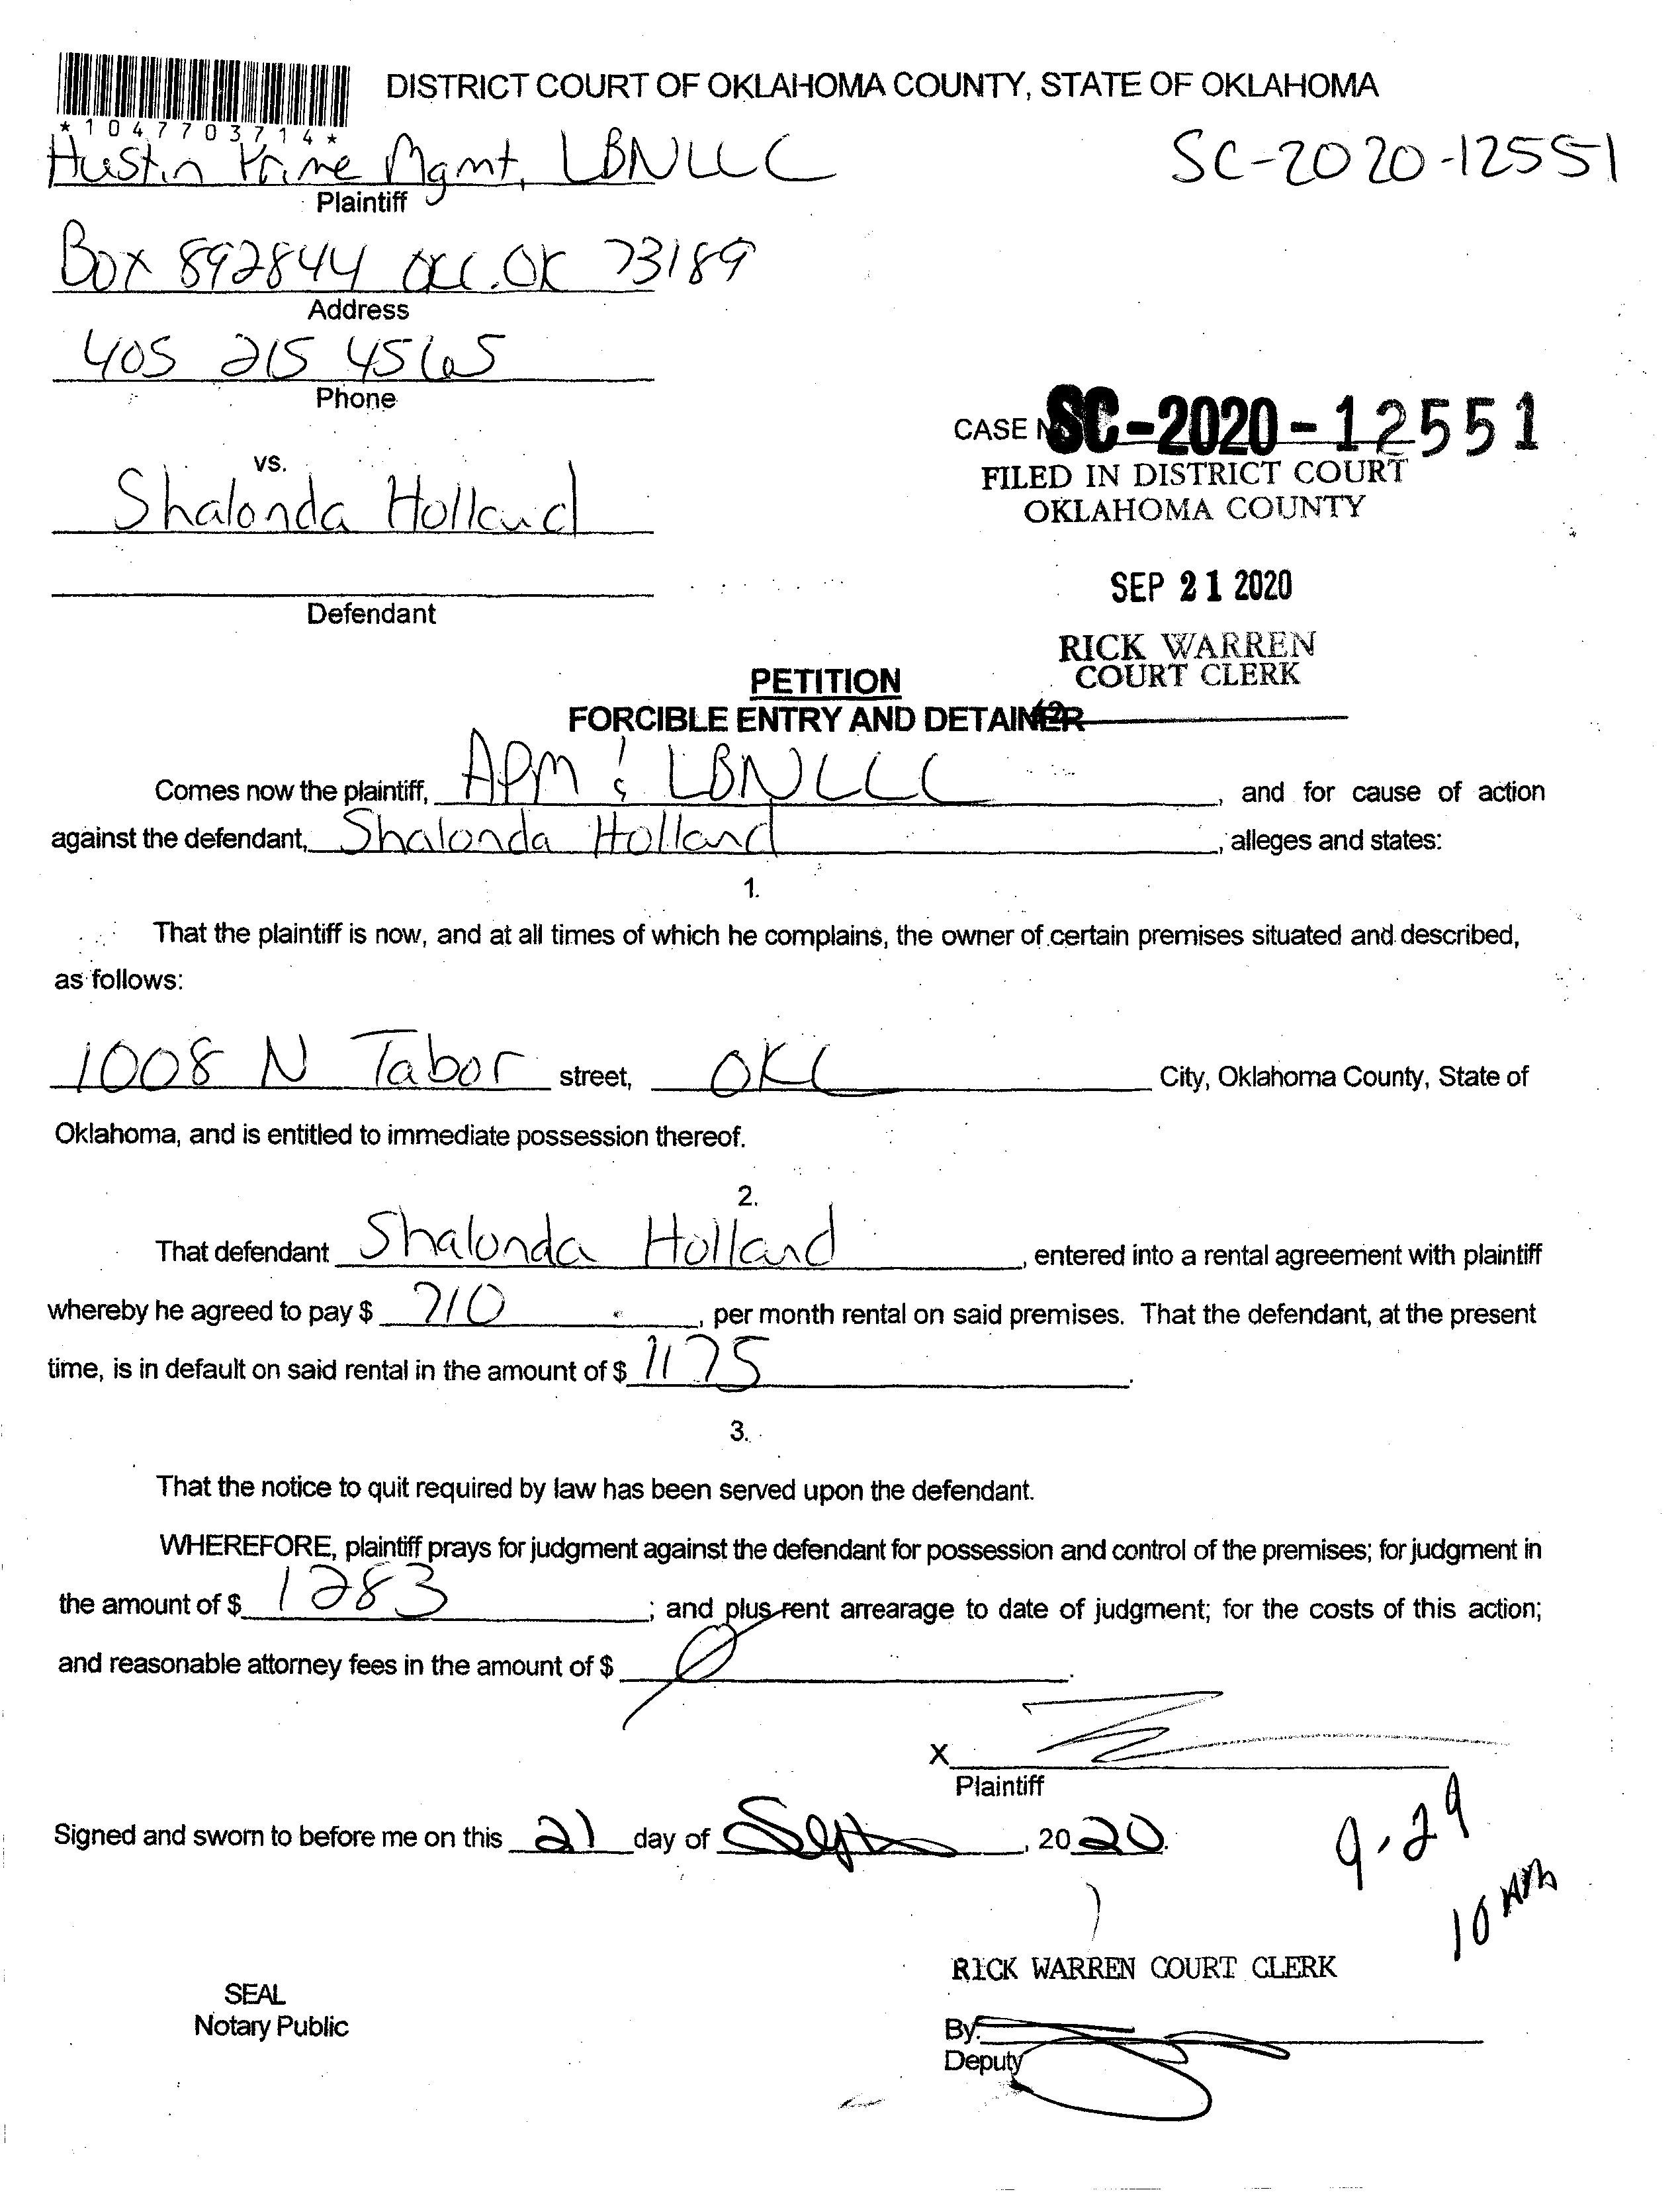 *1047703714*
DISTRICT COURT OF OKLAHOMA COUNTY, STATE OF OKLAHOMA
Austin Prime Mgmt, LBNLLC
SC-2020-12551
Plaintiff
Box 892844 OKC. OK 73189
Address
405 215 4565
Phone
CASE SC-2020-12551
FILED IN DISTRICT COURT
OKLAHOMA COUNTY
vs.
Shalonda Holland
SEP 21 2020
Defendant
RICK WARREN
COURT CLERK
PETITION
FORCIBLE ENTRY AND DETAINER
Comes now the plaintiff, APM & LBNLLC, and for cause of action
against the defendant, Shalonda Holland, alleges and states:
1.
That the plaintiff is now, and at all times of which he complains, the owner of certain premises situated and described,
as follows:
1008 N Tabor street, OKC City, Oklahoma County, State of
Oklahoma, and is entitled to immediate possession thereof.
2.
That defendant Shalonda Holland, entered into a rental agreement with plaintiff
whereby he agreed to pay $ 710, per month rental on said premises. That the defendant, at the present
time, is in default on said rental in the amount of $ 1175.
3.
That the notice to quit required by law has been served upon the defendant.
WHEREFORE, plaintiff prays for judgment against the defendant for possession and control of the premises; for judgment in
the amount of $ 1283; and plus rent arrearage to date of judgment; for the costs of this action;
and reasonable attorney fees in the amount of $ 0.
X
Plaintiff
Signed and sworn to before me on this 21 day of Sept, 2020.
9.29
10 AM
RICK WARREN COURT CLERK
SEAL
Notary Public
By:
Deputy